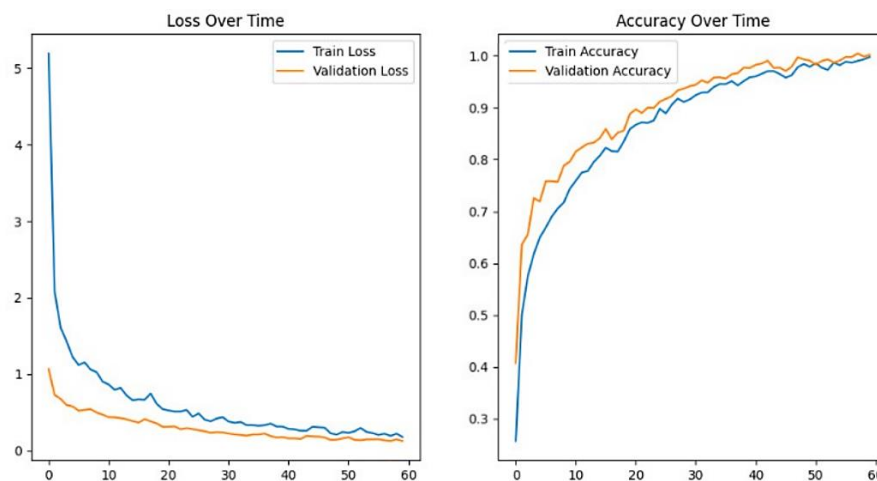 Loss Over Time
Train Loss
Validation Loss
5
4
3
2
1
0
0 10 20 30 40 50 60
Accuracy Over Time
Train Accuracy
Validation Accuracy
1.0
0.9
0.8
0.7
0.6
0.5
0.4
0.3
0 10 20 30 40 50 60